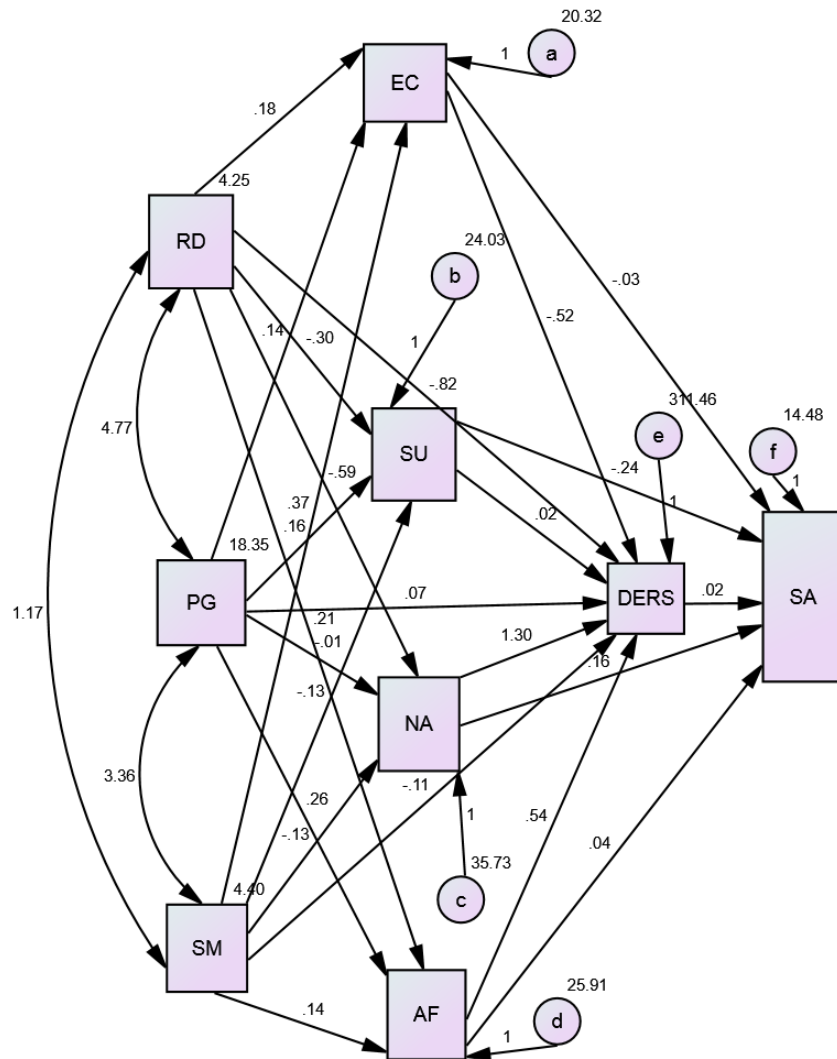 20.32
a
1
EC
.18
4.25
RD
24.03
b
-.03
-.52
.14
-.30
1
-.82
311.46
14.48
4.77
e
f
SU
-.59
-.24
1
1
.37
.16
.02
18.35
PG
.07
DERS
.02
SA
1.17
.21
-.01
1.30
.16
-.13
NA
3.36
-.11
.26
-.13
1
.54
.04
35.73
4.40
c
SM
25.91
.14
AF
1
d